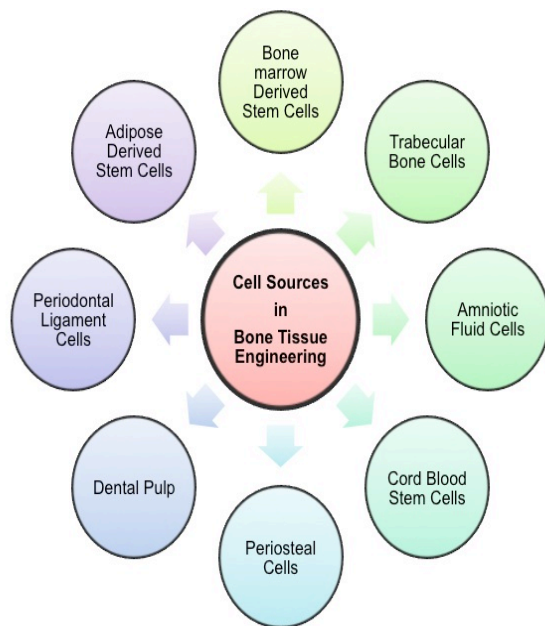 Bone
marrow
Derived
Stem Cells
Trabecular
Bone Cells
Amniotic
Fluid Cells
Cord Blood
Stem Cells
Periosteal
Cells
Dental Pulp
Periodontal
Ligament
Cells
Adipose
Derived
Stem Cells
Cell Sources
in
Bone Tissue
Engineering